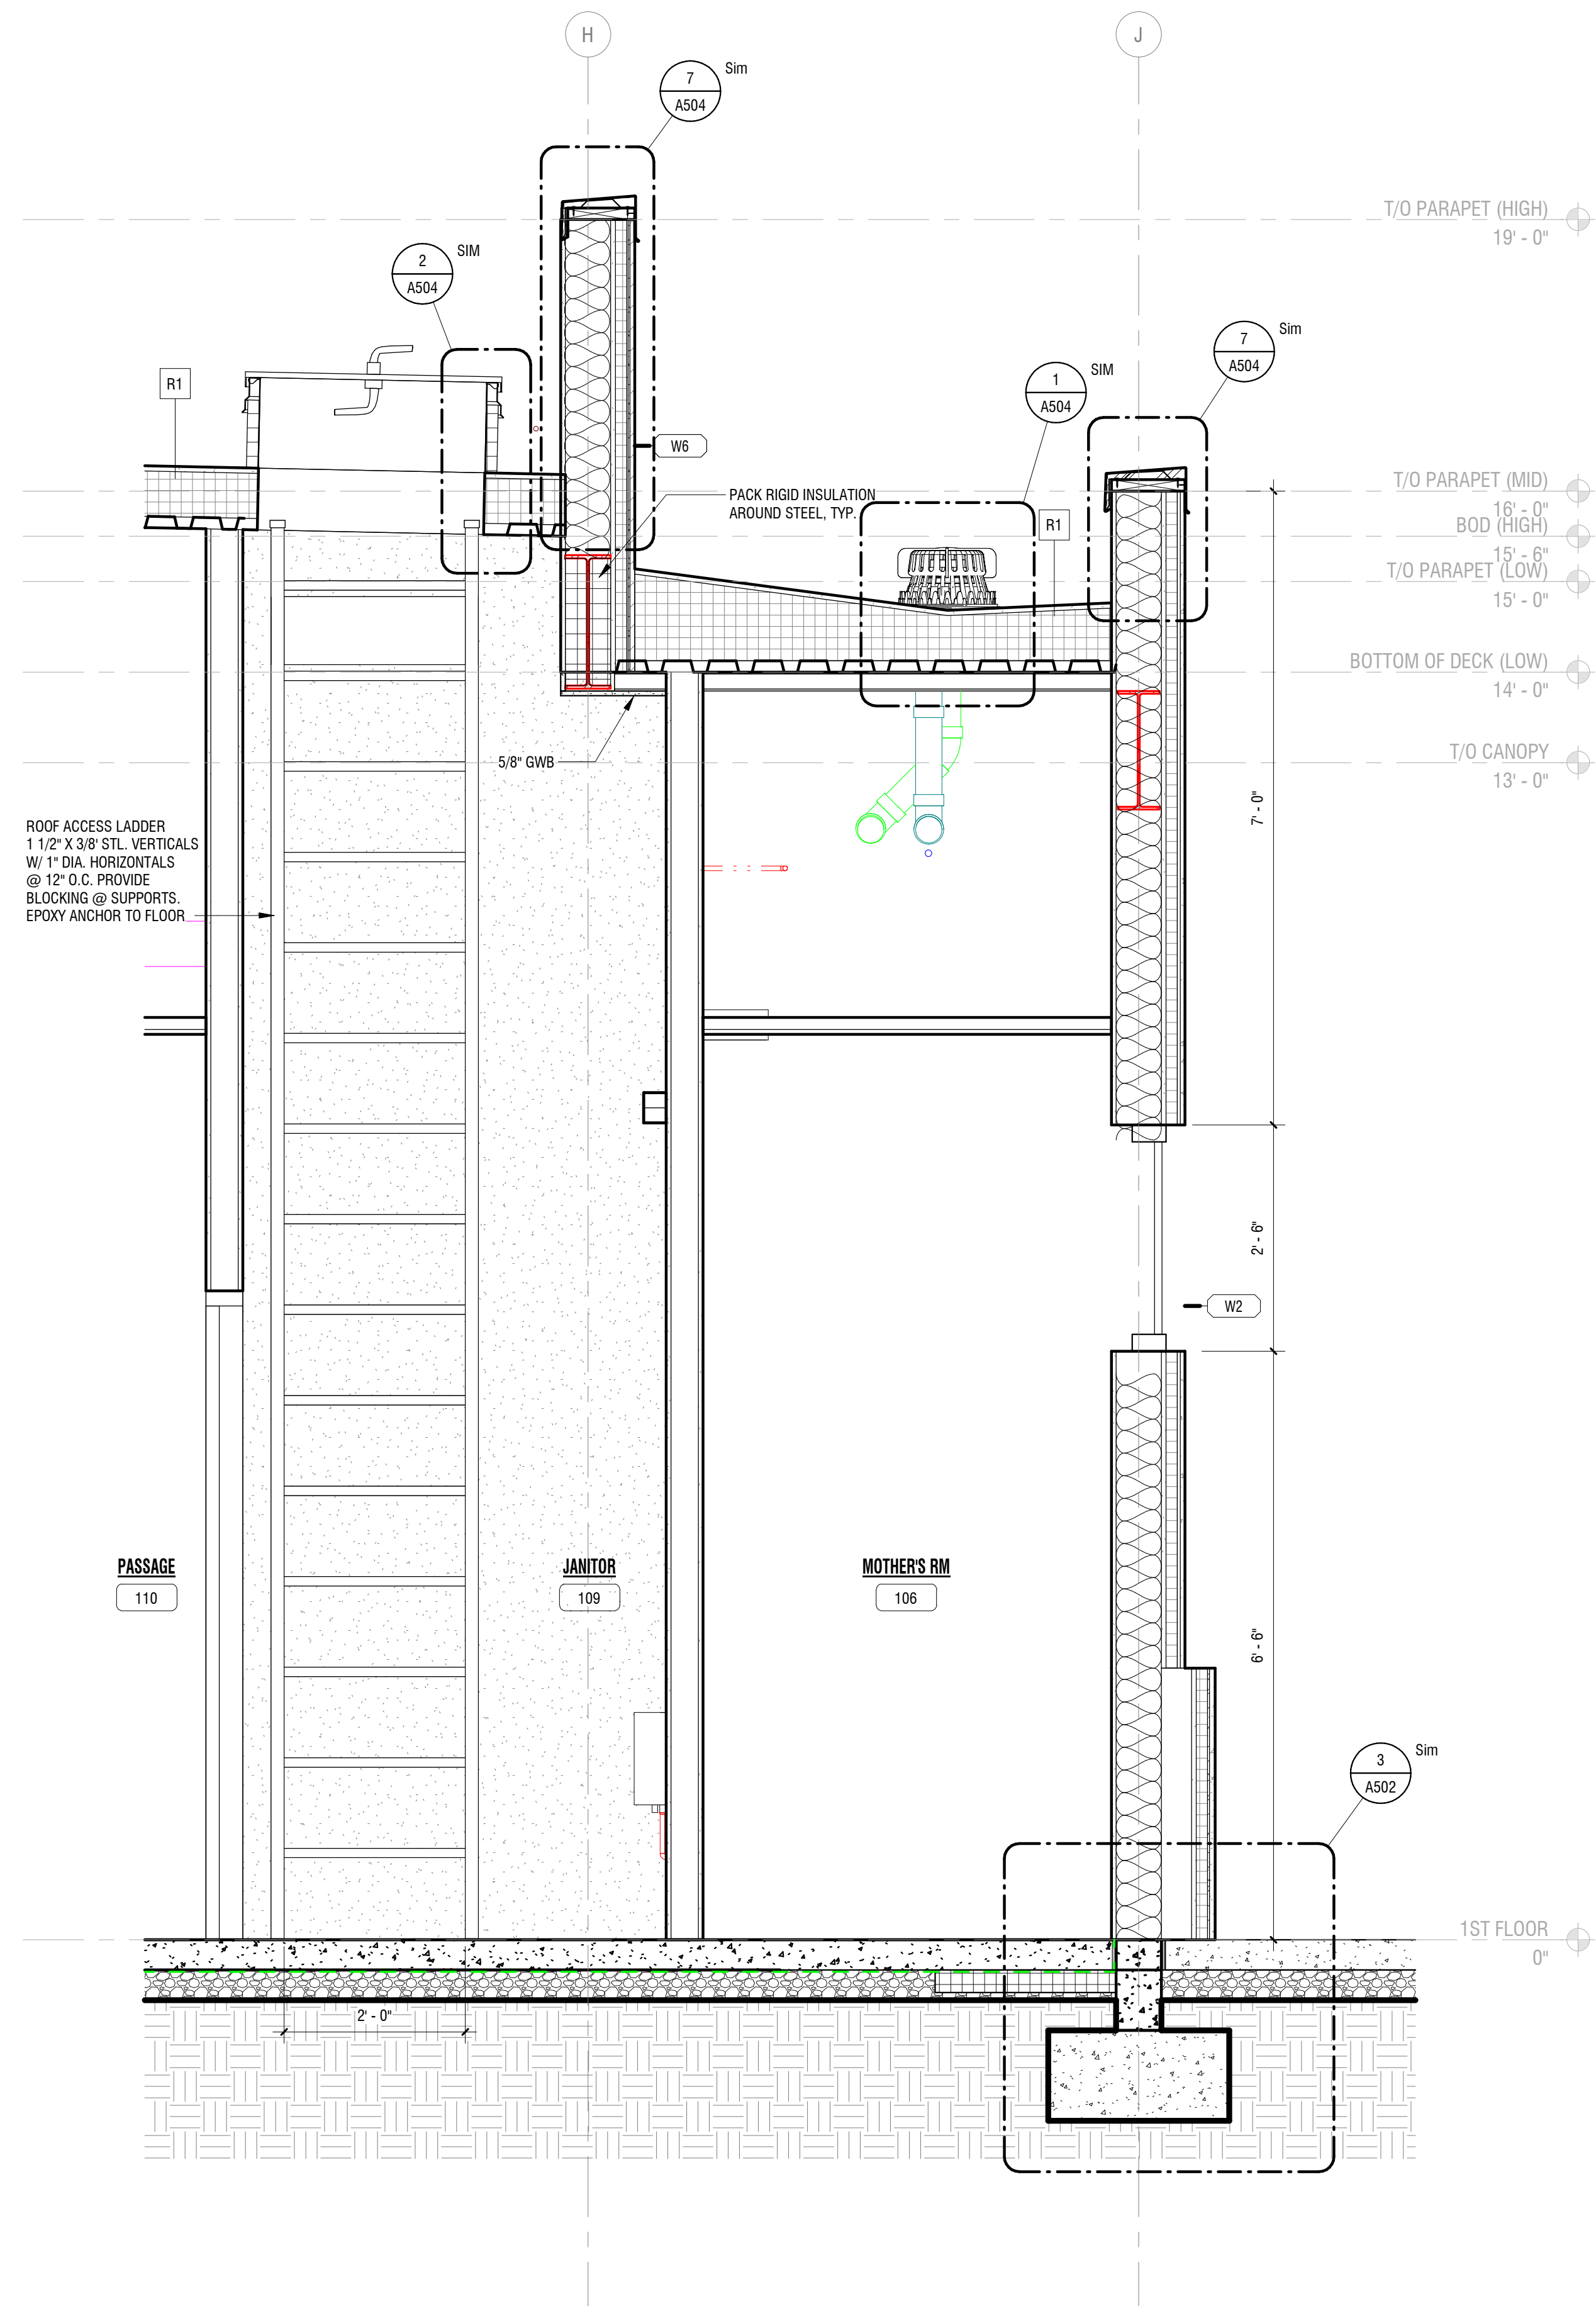 H
J
7
A504
Sim
T/O PARAPET (HIGH)
19' - 0"
2
A504
SIM
7
A504
Sim
1
A504
SIM
R1
W6
PACK RIGID INSULATION
AROUND STEEL, TYP.
R1
T/O PARAPET (MID)
16' - 0"
BOD (HIGH)
15' - 6"
T/O PARAPET (LOW)
15' - 0"
BOTTOM OF DECK (LOW)
14' - 0"
5/8" GWB
T/O CANOPY
13' - 0"
7' - 0"
ROOF ACCESS LADDER
1 1/2" X 3/8' STL. VERTICALS
W/ 1" DIA. HORIZONTALS
@ 12" O.C. PROVIDE
BLOCKING @ SUPPORTS.
EPOXY ANCHOR TO FLOOR
2' - 6"
W2
PASSAGE
110
JANITOR
109
MOTHER'S RM
106
6' - 6"
3
A502
Sim
1ST FLOOR
0"
2' - 0"